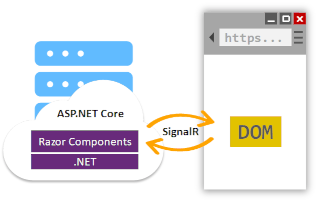 https...
ASP.NET Core
Razor Components
.NET
SignalR
DOM